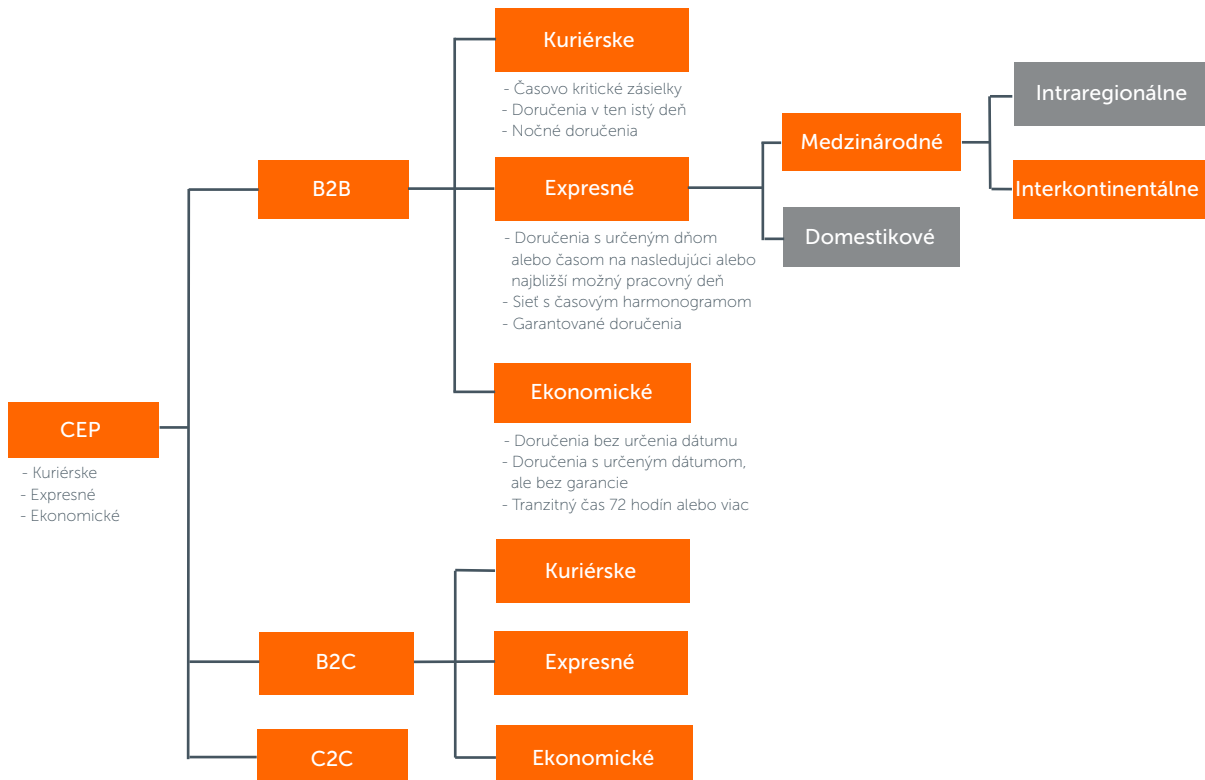 CEP
- Kuriérske
- Expresné
- Ekonomické
B2B
Kuriérske
- Časovo kritické zásielky
- Doručenia v ten istý deň
- Nočné doručenia
Expresné
- Doručenia s určeným dňom
alebo časom na nasledujúci alebo
najbližší možný pracovný deň
- Sieť s časovým harmonogramom
- Garantované doručenia
Medzinárodné
Intraregionálne
Interkontinentálne
Domestikové
Ekonomické
- Doručenia bez určenia dátumu
- Doručenia s určeným dátumom,
ale bez garancie
- Tranzitný čas 72 hodín alebo viac
B2C
Kuriérske
Expresné
Ekonomické
C2C